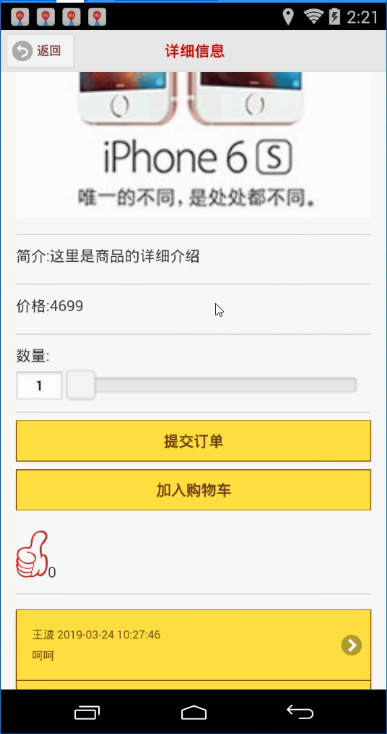 2:21
返回
详细信息
iPhone 6 S
唯一的不同，是处处都不同。
简介:这里是商品的详细介绍
价格:4699
数量:
1
提交订单
加入购物车
0
王波 2019-03-24 10:27:46
呵呵